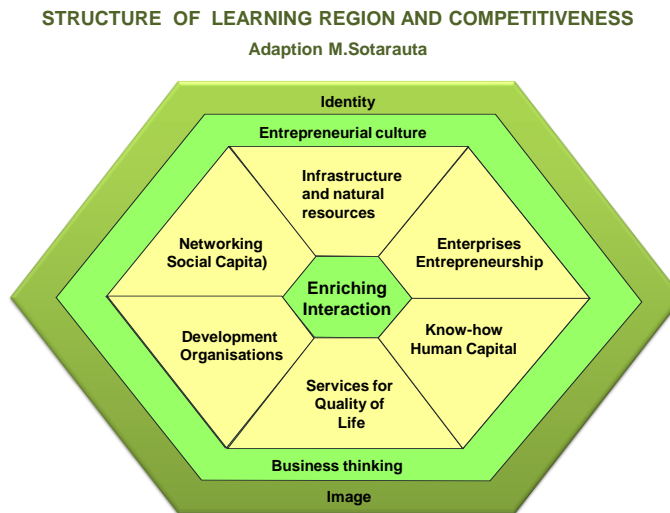 STRUCTURE OF LEARNING REGION AND COMPETITIVENESS
Adaption M.Sotarauta
Identity
Entrepreneurial culture
Infrastructure
and natural
resources
Networking
Social Capita)
Enterprises
Entrepreneurship
Enriching
Interaction
Development
Organisations
Know-how
Human Capital
Services for
Quality of
Life
Business thinking
Image